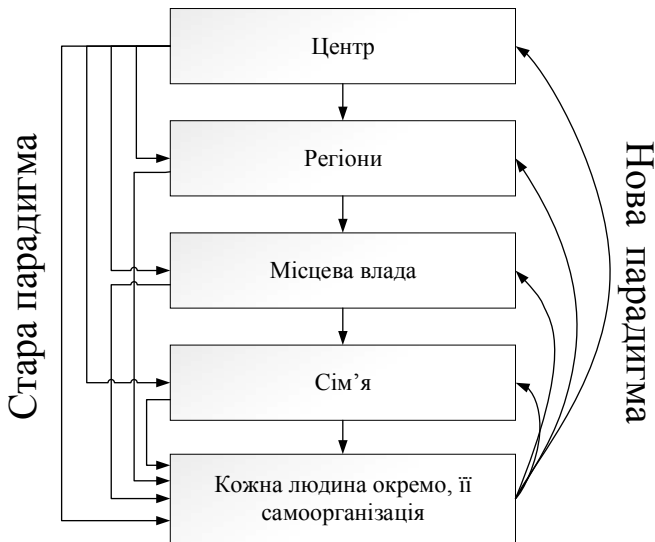 Центр
Регіони
Місцева влада
Сім’я
Кожна людина окремо, її
самоорганізація
Стара парадигма
Нова парадигма